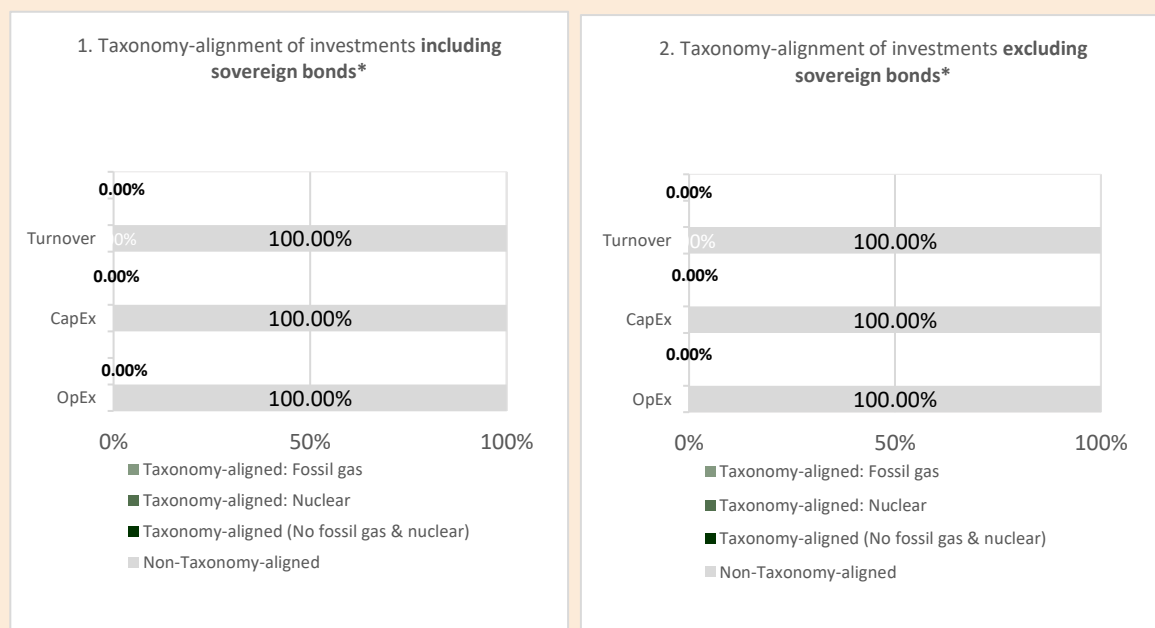 1. Taxonomy-alignment of investments including
sovereign bonds*
0.00%
Turnover 0% 100.00%
0.00%
CapEx 100.00%
0.00%
OpEx 100.00%
0% 50% 100%
Taxonomy-aligned: Fossil gas
Taxonomy-aligned: Nuclear
Taxonomy-aligned (No fossil gas & nuclear)
Non-Taxonomy-aligned
2. Taxonomy-alignment of investments excluding
sovereign bonds*
0.00%
Turnover 00% 100.00%
0.00%
CapEx 100.00%
0.00%
OpEx 100.00%
0% 50% 100%
Taxonomy-aligned: Fossil gas
Taxonomy-aligned: Nuclear
Taxonomy-aligned (No fossil gas & nuclear)
Non-Taxonomy-aligned